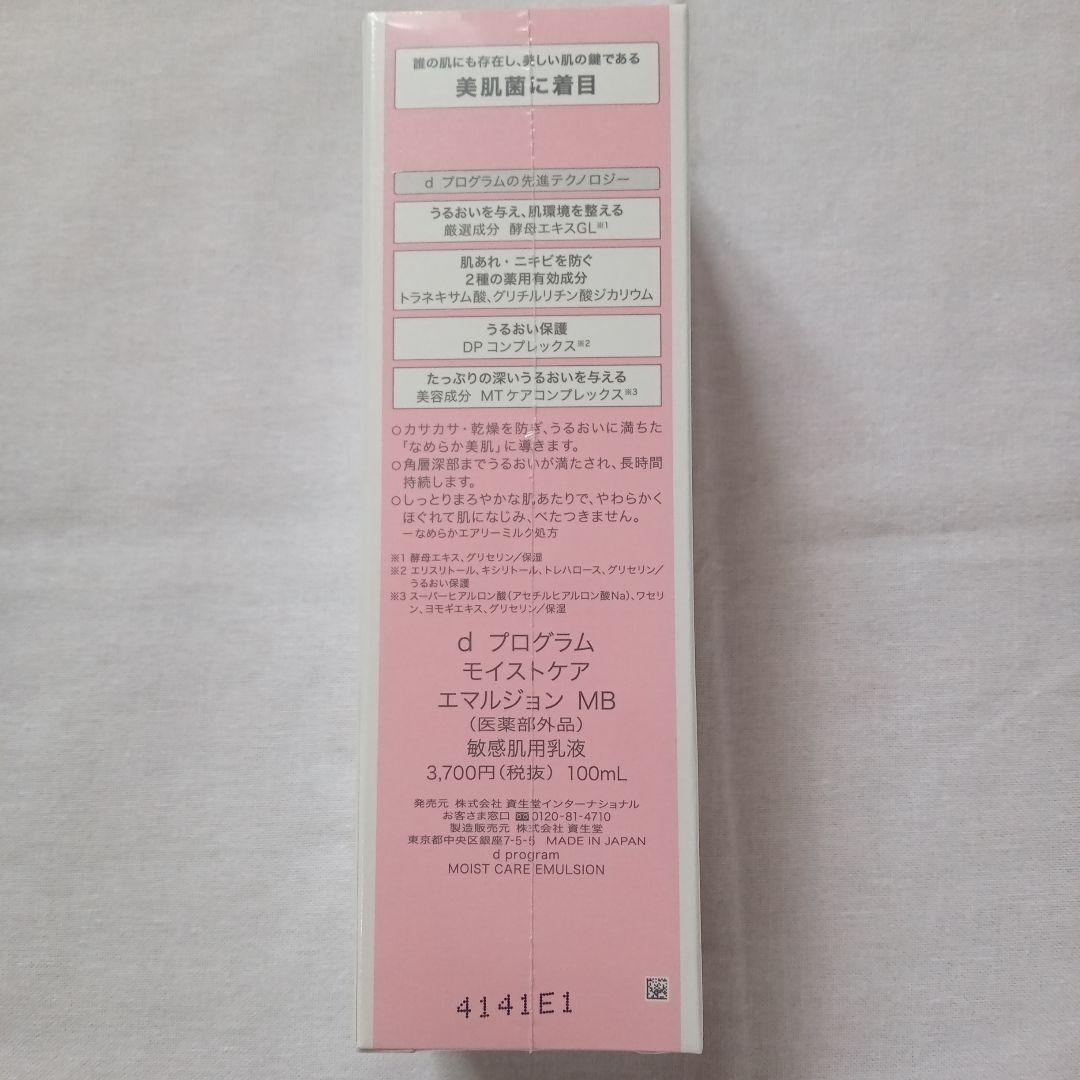 誰の肌にも存在し、美しい肌の鍵である
美肌菌に着目
d プログラムの先進テクノロジー
うるおいを与え、肌環境を整える
厳選成分 酵母エキスGL※1
肌あれ・ニキビを防ぐ
2種の薬用有効成分
トラネキサム酸、グリチルリチン酸ジカリウム
うるおい保護
DP コンプレックス※2
たっぷりの深いうるおいを与える
美容成分 MTケアコンプレックス※3
○カサカサ・乾燥を防ぎ、うるおいに満ちた
「なめらか美肌」に導きます。
○角層深部までうるおいが満たされ、長時間
持続します。
○しっとりまろやかな肌あたりで、やわらかく
ほぐれて肌になじみ、べたつきません。
ーなめらかエアリーミルク処方
※1 酵母エキス、グリセリン／保湿
※2 エリスリトール、キシリトール、トレハロース、グリセリン／
うるおい保護
※3 スーパーヒアルロン酸（アセチルヒアルロン酸Na）、ワセリ
ン、ヨモギエキス、グリセリン／保湿
d プログラム
モイストケア
エマルジョン MB
（医薬部外品）
敏感肌用乳液
3,700円（税抜） 100mL
発売元 株式会社 資生堂インターナショナル
お客さま窓口 0120-81-4710
製造販売元 株式会社 資生堂
東京都中央区銀座7-5-5 MADE IN JAPAN
d program
MOIST CARE EMULSION
4141E1